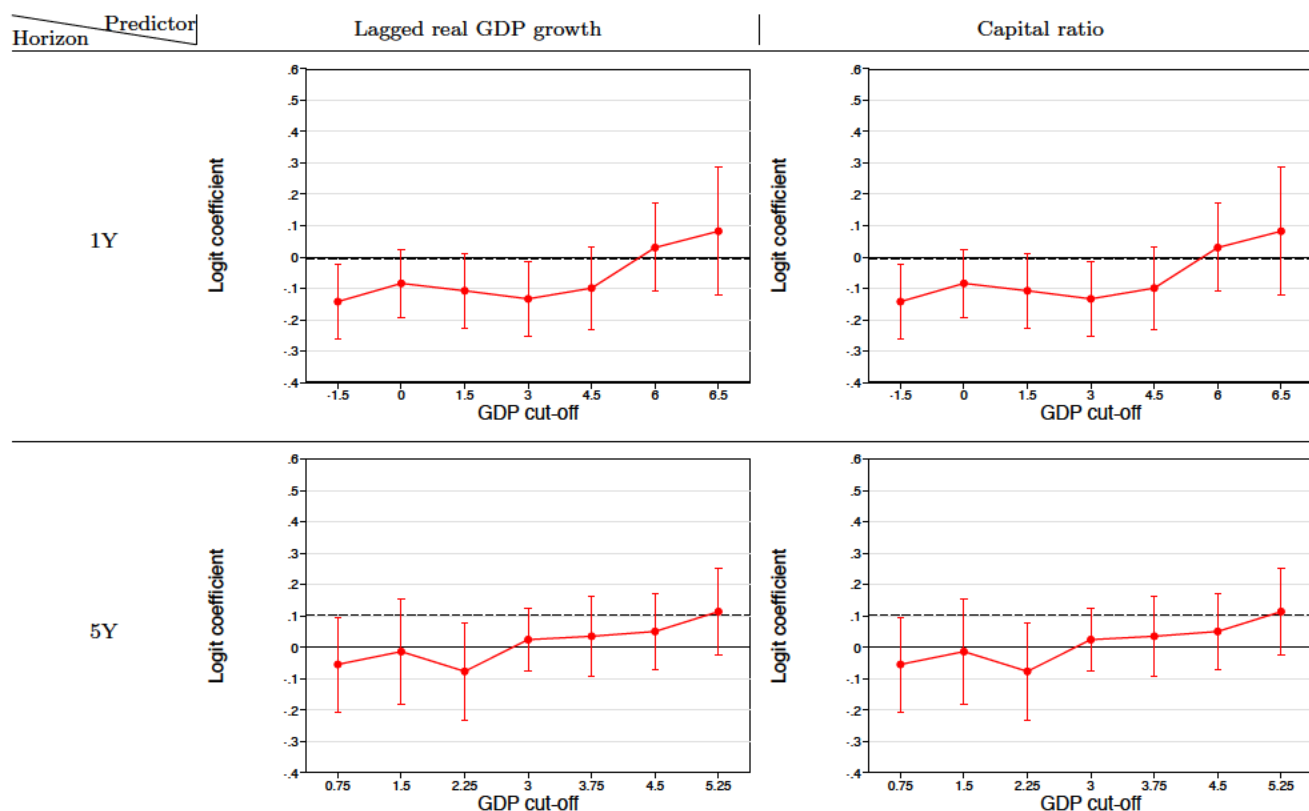 Predictor
Horizon
Lagged real GDP growth
Capital ratio
1Y
Logit coefficient
.6
.5
.4
.3
.2
.1
0
-.1
-.2
-.3
-.4
-1.5 0 1.5 3 4.5 6 6.5
GDP cut-off
Logit coefficient
.6
.5
.4
.3
.2
.1
0
-.1
-.2
-.3
-.4
-1.5 0 1.5 3 4.5 6 6.5
GDP cut-off
5Y
Logit coefficient
.6
.5
.4
.3
.2
.1
0
-.1
-.2
-.3
-.4
0.75 1.5 2.25 3 3.75 4.5 5.25
GDP cut-off
Logit coefficient
.6
.5
.4
.3
.2
.1
0
-.1
-.2
-.3
-.4
0.75 1.5 2.25 3 3.75 4.5 5.25
GDP cut-off